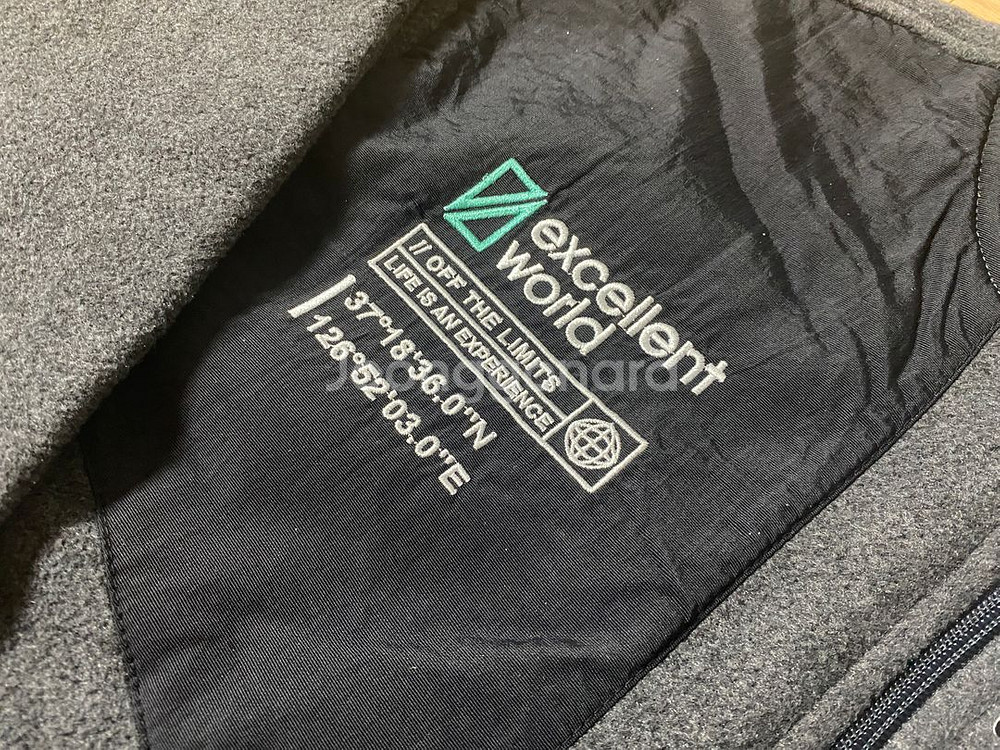 excellent
world
// OFF THE LIMITS
LIFE IS AN EXPERIENCE
37°18'36.0"N
126°52'03.0"E